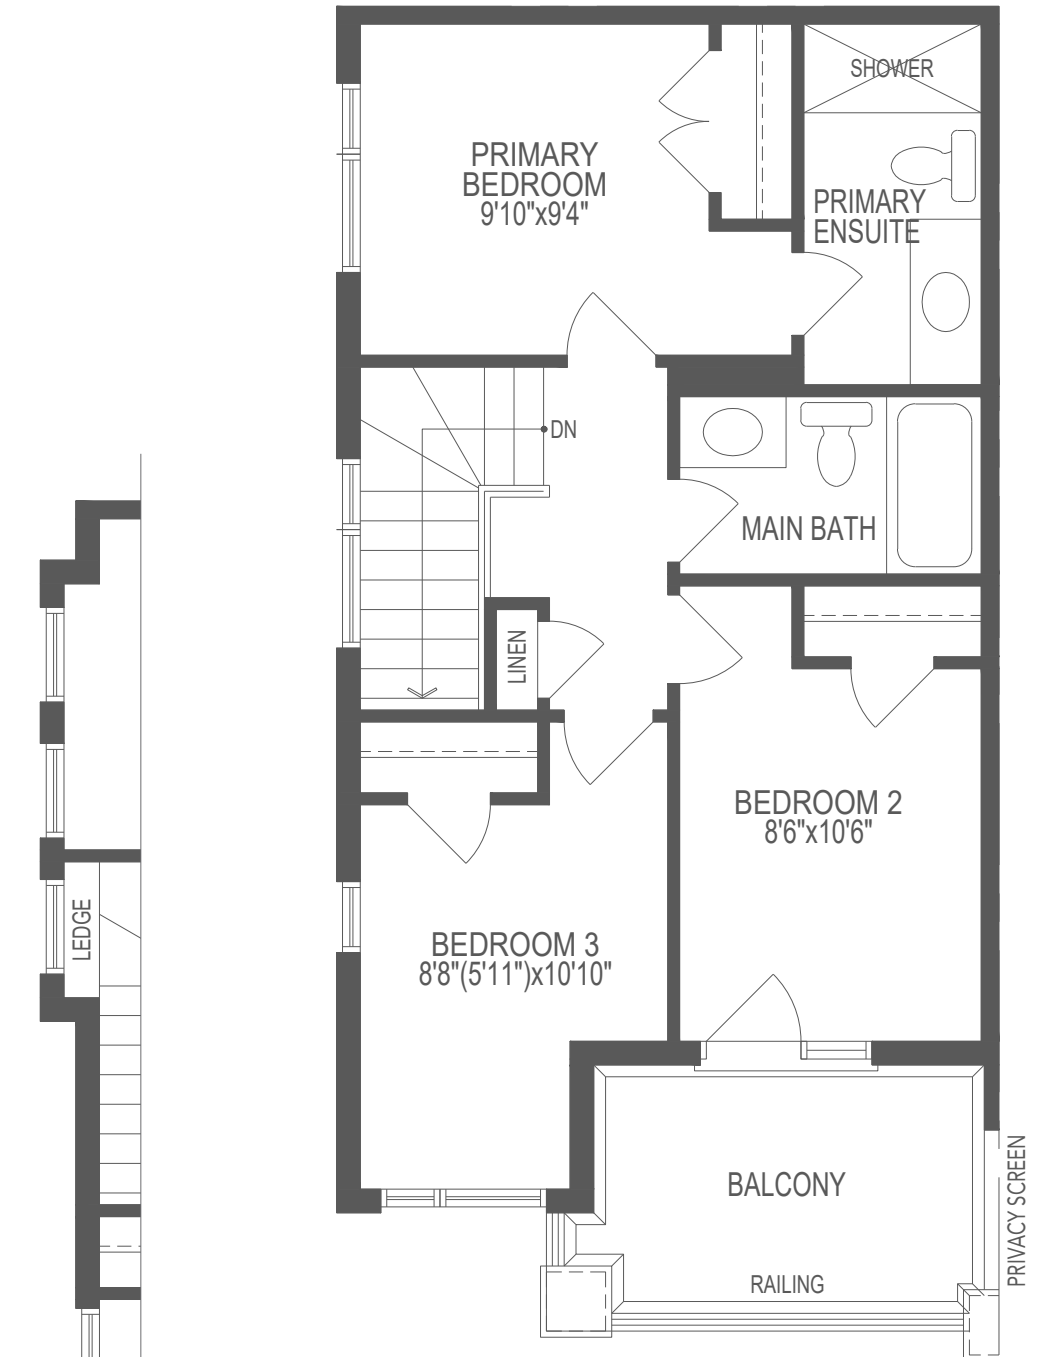 SHOWER
PRIMARY
BEDROOM
9'10"x9'4"
PRIMARY
ENSUITE
DN
MAIN BATH
LINEN
BEDROOM 2
8'6"x10'6"
LEDGE
BEDROOM 3
8'8"(5'11")x10'10"
BALCONY
PRIVACY SCREEN
RAILING